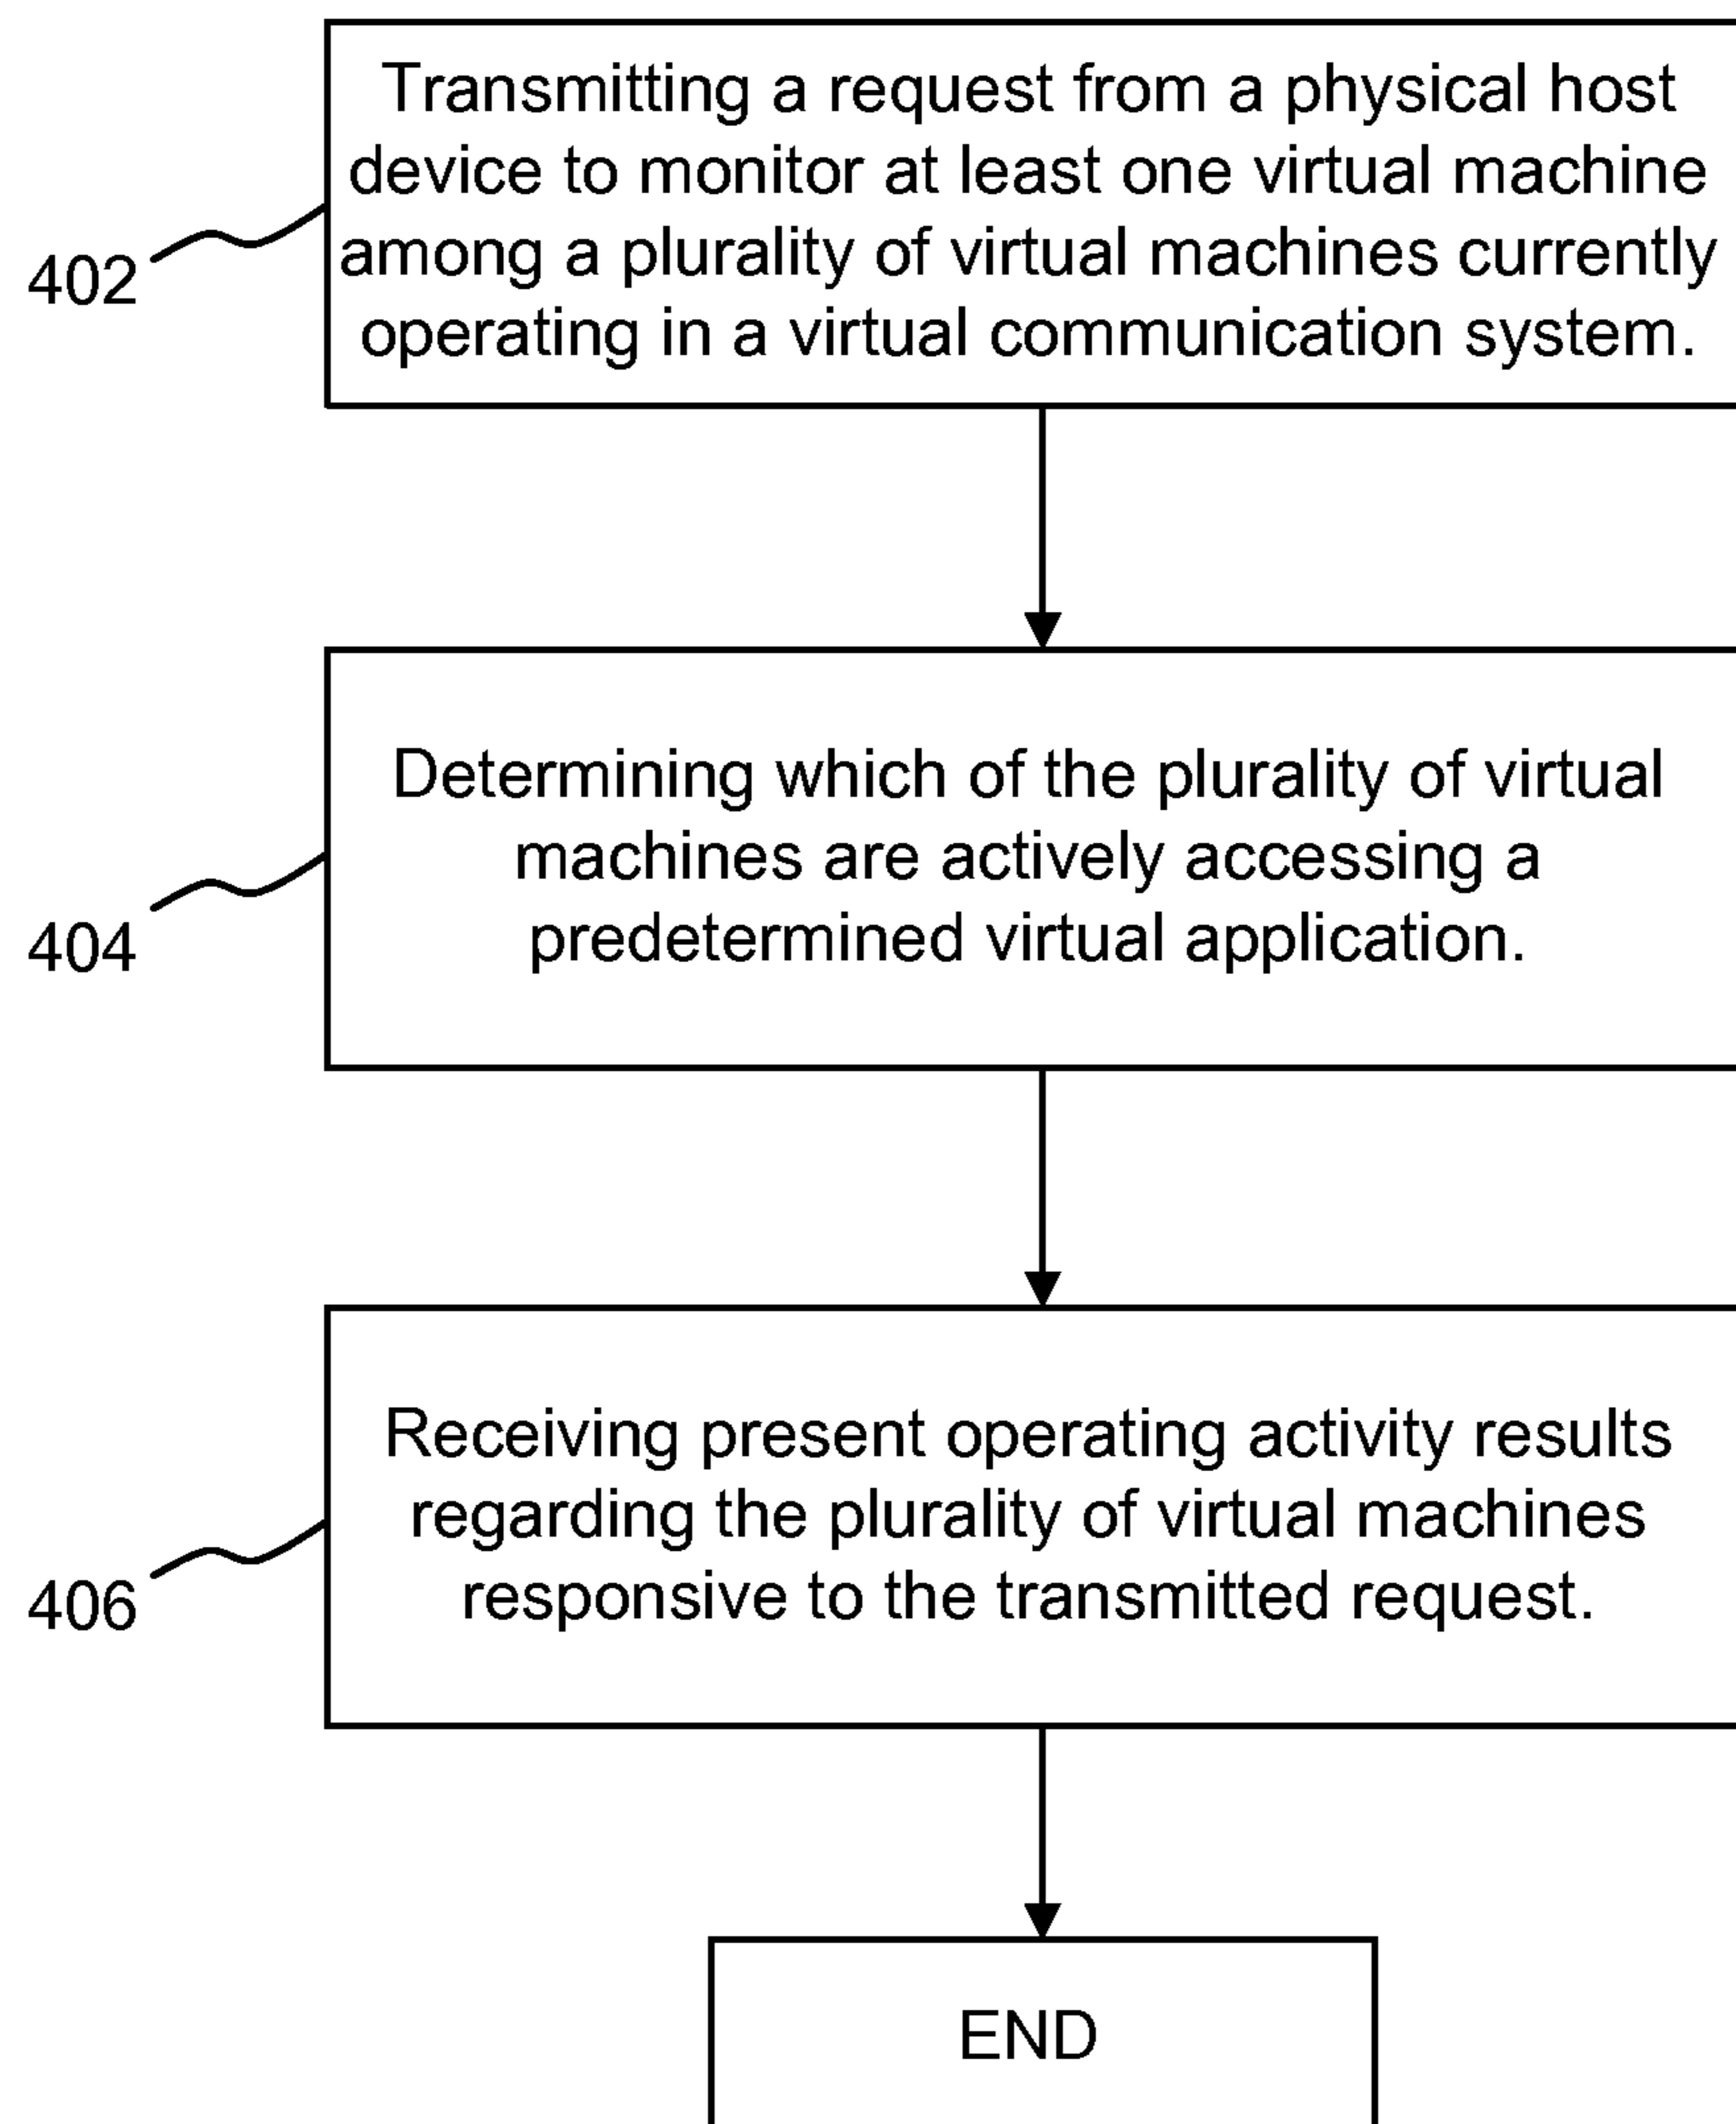 Transmitting a request from a physical host
device to monitor at least one virtual machine
among a plurality of virtual machines currently
operating in a virtual communication system.
402
Determining which of the plurality of virtual
machines are actively accessing a
predetermined virtual application.
404
Receiving present operating activity results
regarding the plurality of virtual machines
responsive to the transmitted request.
406
END